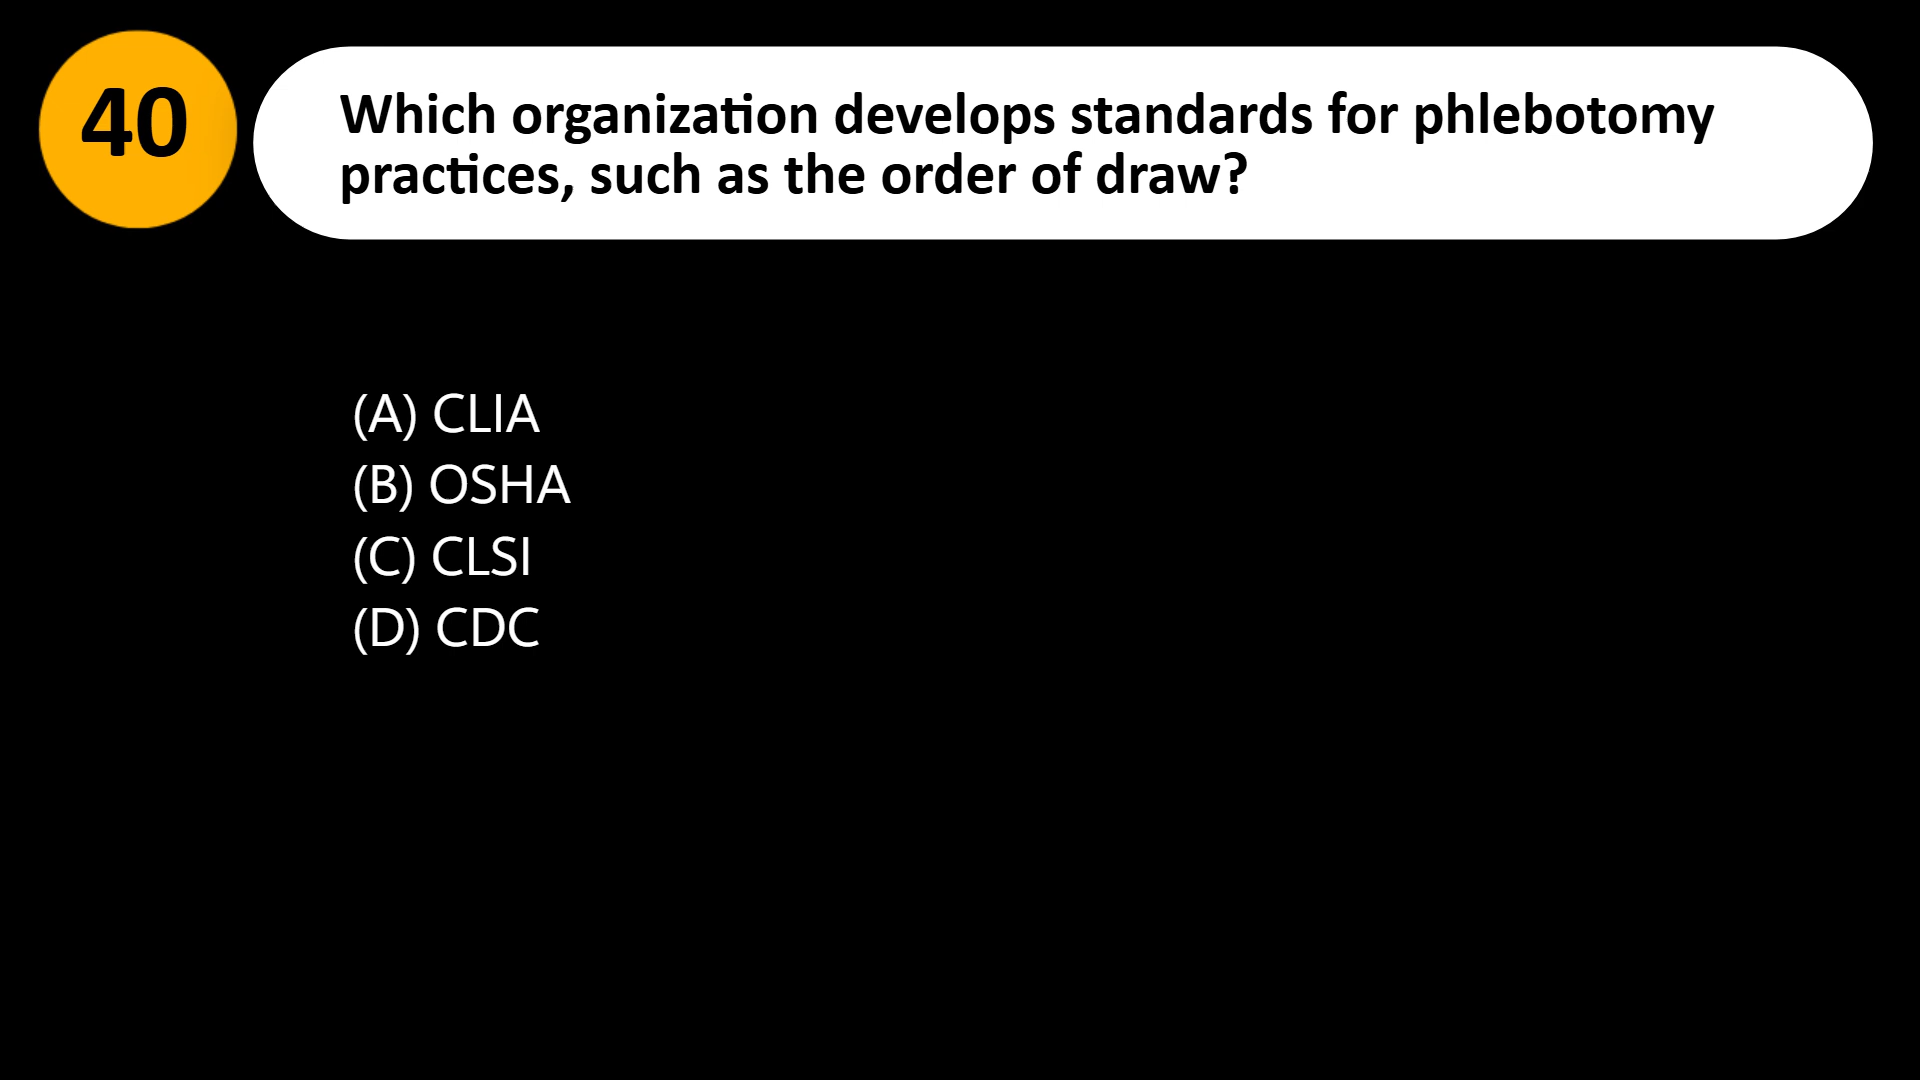 40
Which organization develops standards for phlebotomy
practices, such as the order of draw?
(A) CLIA
(B) OSHA
(C) CLSI
(D) CDC